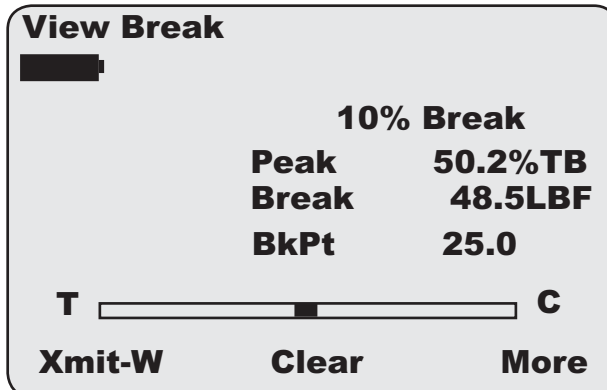 View Break
10% Break
Peak 50.2%TB
Break 48.5LBF
BkPt 25.0
T C
Xmit-W Clear More